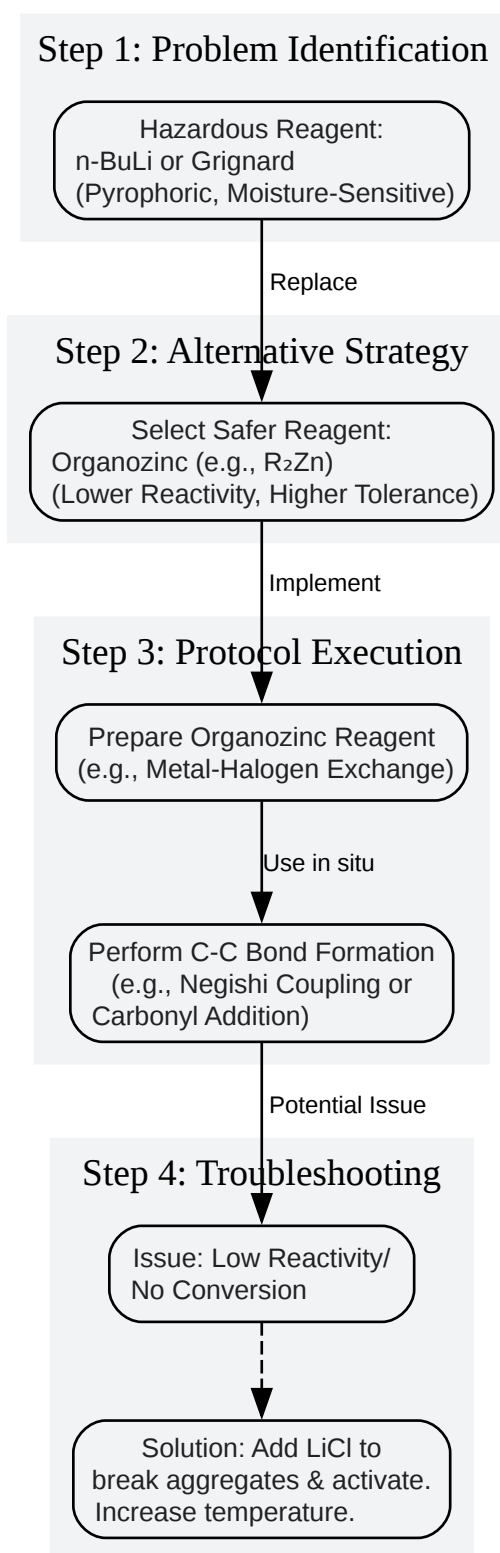 Step 1: Problem Identification
Hazardous Reagent:
n-BuLi or Grignard
(Pyrophoric, Moisture-Sensitive)
Replace
Step 2: Alternative Strategy
Select Safer Reagent:
Organozinc (e.g., R₂Zn)
(Lower Reactivity, Higher Tolerance)
Implement
Step 3: Protocol Execution
Prepare Organozinc Reagent
(e.g., Metal-Halogen Exchange)
Use in situ
Perform C-C Bond Formation
(e.g., Negishi Coupling or
Carbonyl Addition)
Potential Issue
Step 4: Troubleshooting
Issue: Low Reactivity/
No Conversion
Solution: Add LiCl to
break aggregates & activate.
Increase temperature.